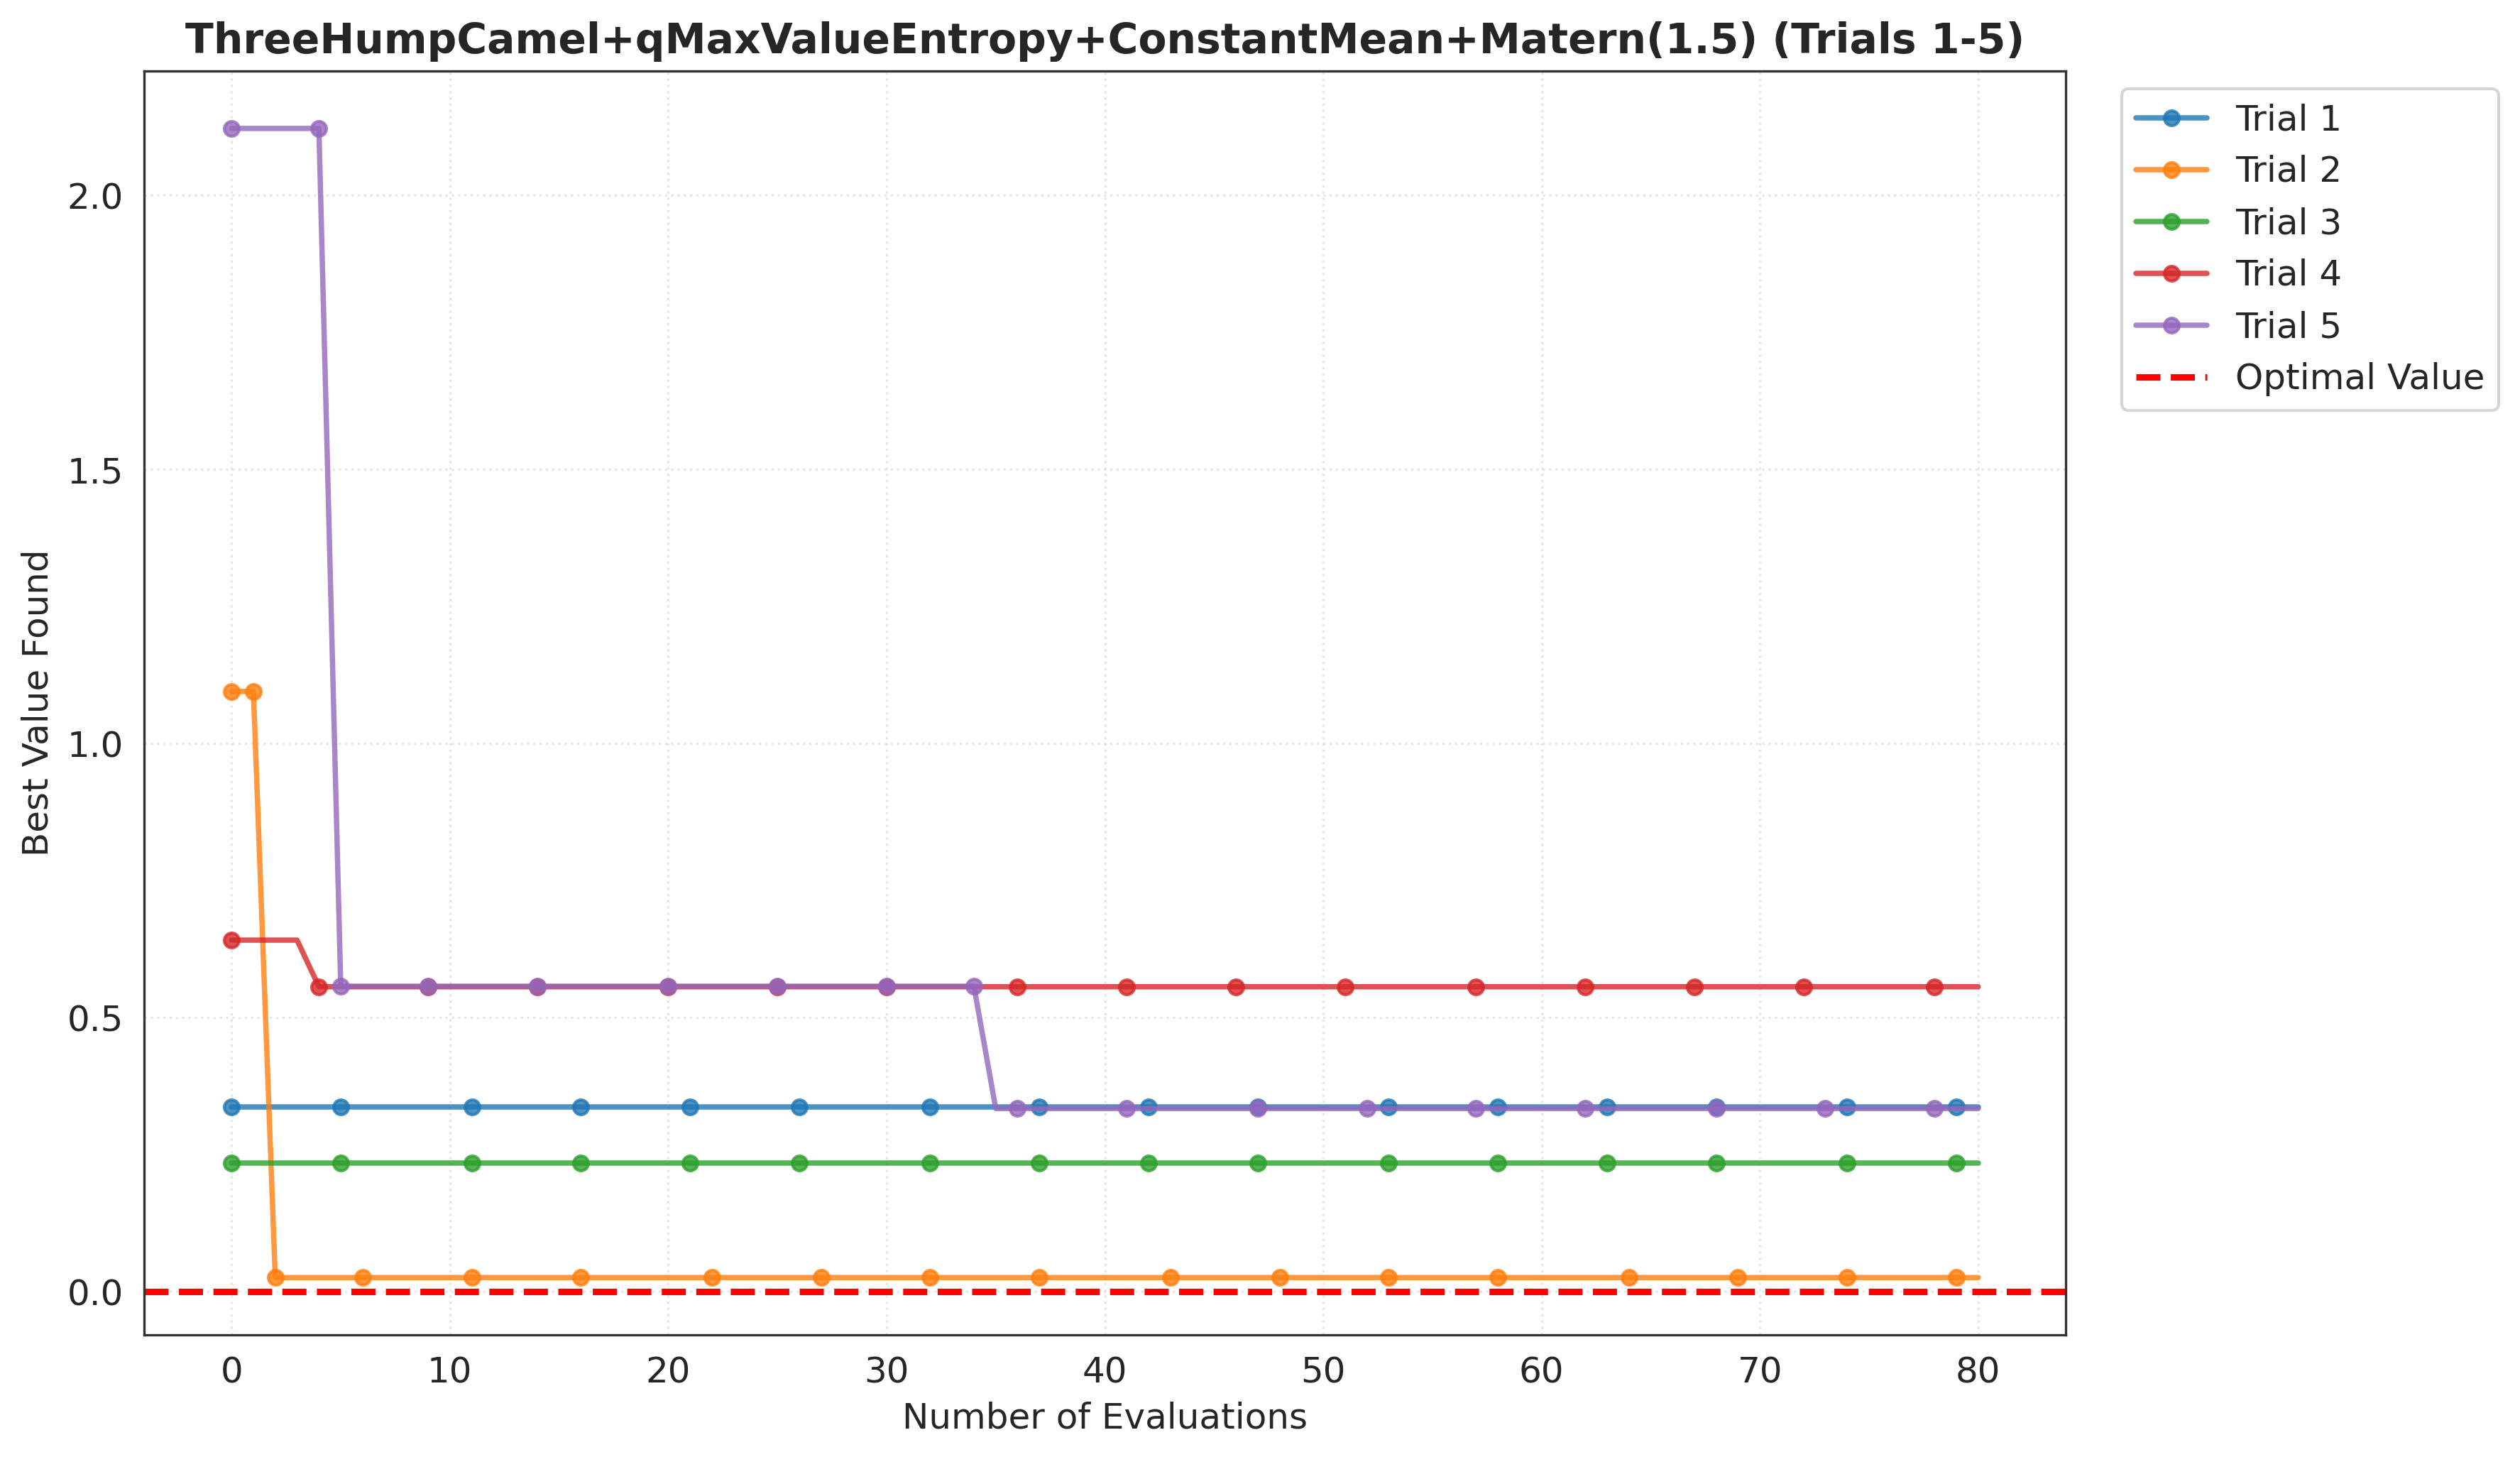 ThreeHumpCamel+qMaxValueEntropy+ConstantMean+Matern(1.5) (Trials 1-5)
Trial 1
Trial 2
Trial 3
Trial 4
Trial 5
Optimal Value
Best Value Found
2.0
1.5
1.0
0.5
0.0
0 10 20 30 40 50 60 70 80
Number of Evaluations